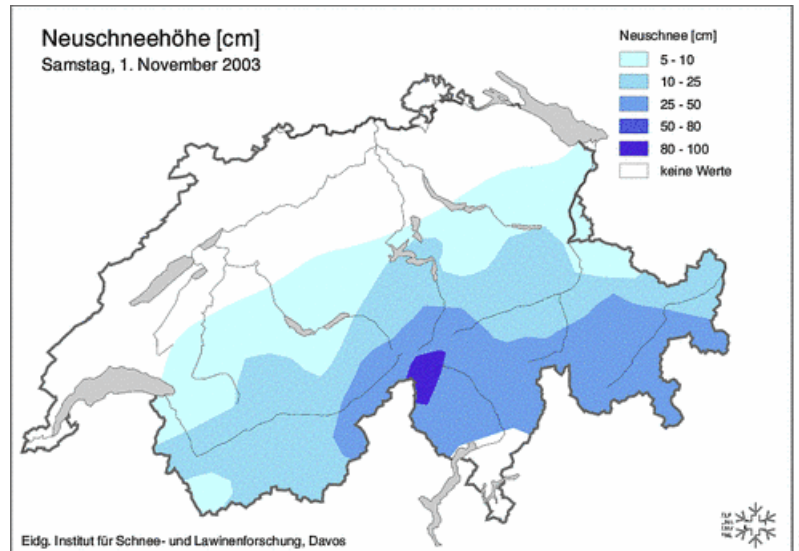 Neuschneehöhe [cm]
Samstag, 1. November 2003
Neuschnee [cm]
5 - 10
10 - 25
25 - 50
50 - 80
80 - 100
keine Werte
Eidg. Institut für Schnee- und Lawinenforschung, Davos